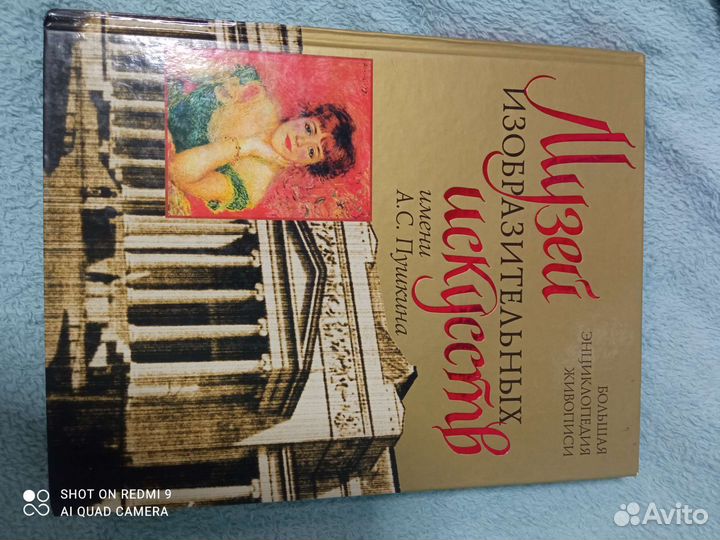 БОЛЬШАЯ
ЭНЦИКЛОПЕДИЯ
ЖИВОПИСИ
Музей
ИЗОБРАЗИТЕЛЬНЫХ
искусств
имени
А.С. Пушкина
SHOT ON REDMI 9
AI QUAD CAMERA
Avito